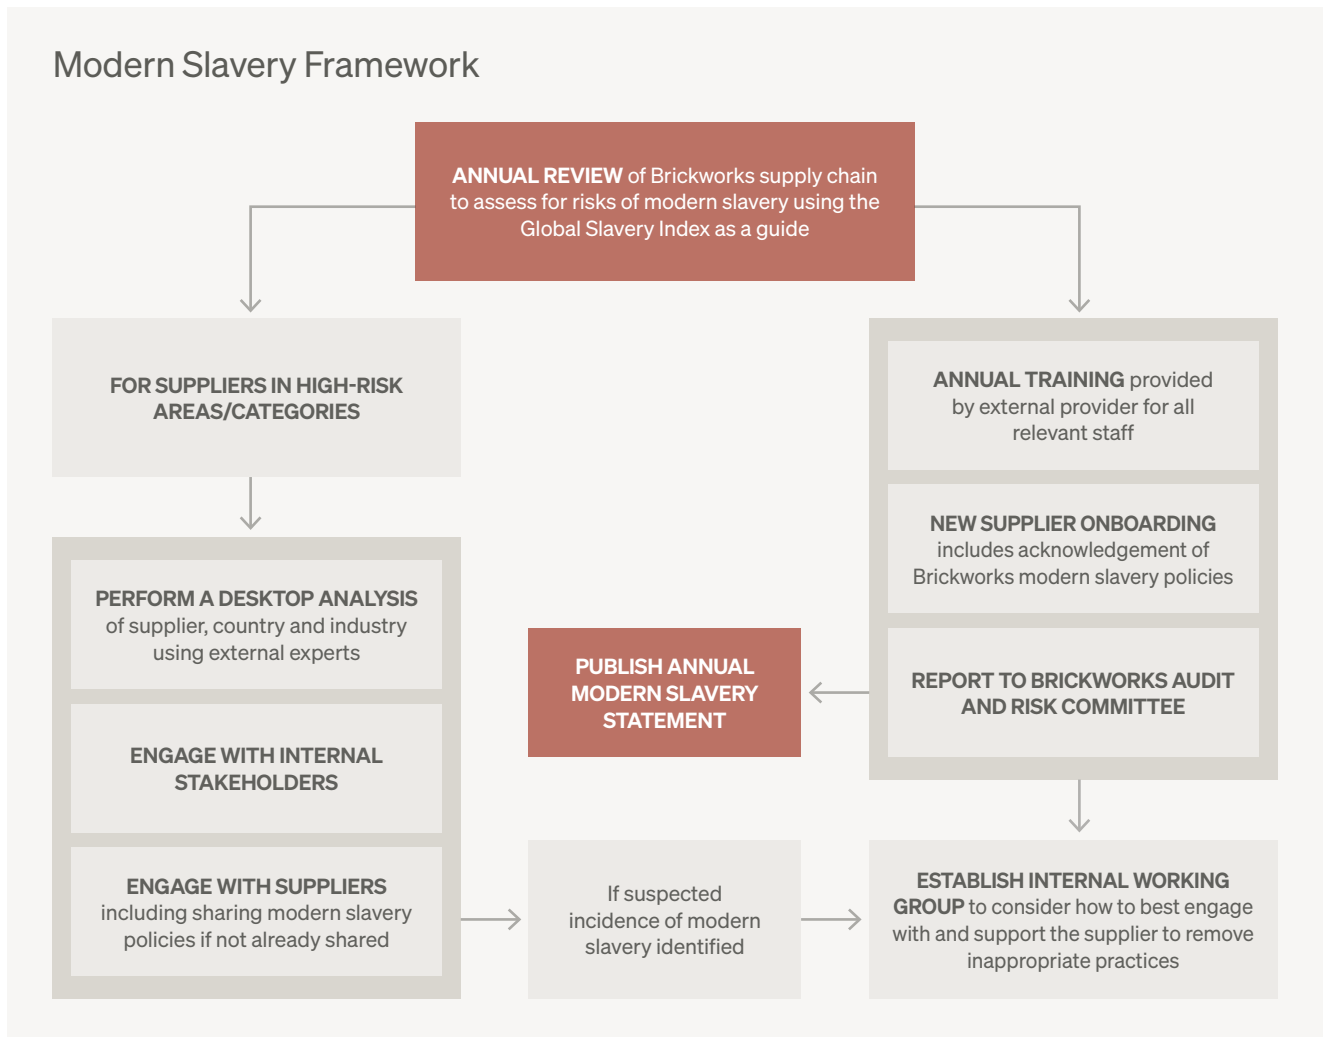 Modern Slavery Framework
ANNUAL REVIEW of Brickworks supply chain
to assess for risks of modern slavery using the
Global Slavery Index as a guide
FOR SUPPLIERS IN HIGH-RISK
AREAS/CATEGORIES
PERFORM A DESKTOP ANALYSIS
of supplier, country and industry
using external experts
ENGAGE WITH INTERNAL
STAKEHOLDERS
ENGAGE WITH SUPPLIERS
including sharing modern slavery
policies if not already shared
If suspected
incidence of modern
slavery identified
ANNUAL TRAINING provided
by external provider for all
relevant staff
NEW SUPPLIER ONBOARDING
includes acknowledgement of
Brickworks modern slavery policies
REPORT TO BRICKWORKS AUDIT
AND RISK COMMITTEE
PUBLISH ANNUAL
MODERN SLAVERY
STATEMENT
ESTABLISH INTERNAL WORKING
GROUP to consider how to best engage
with and support the supplier to remove
inappropriate practices